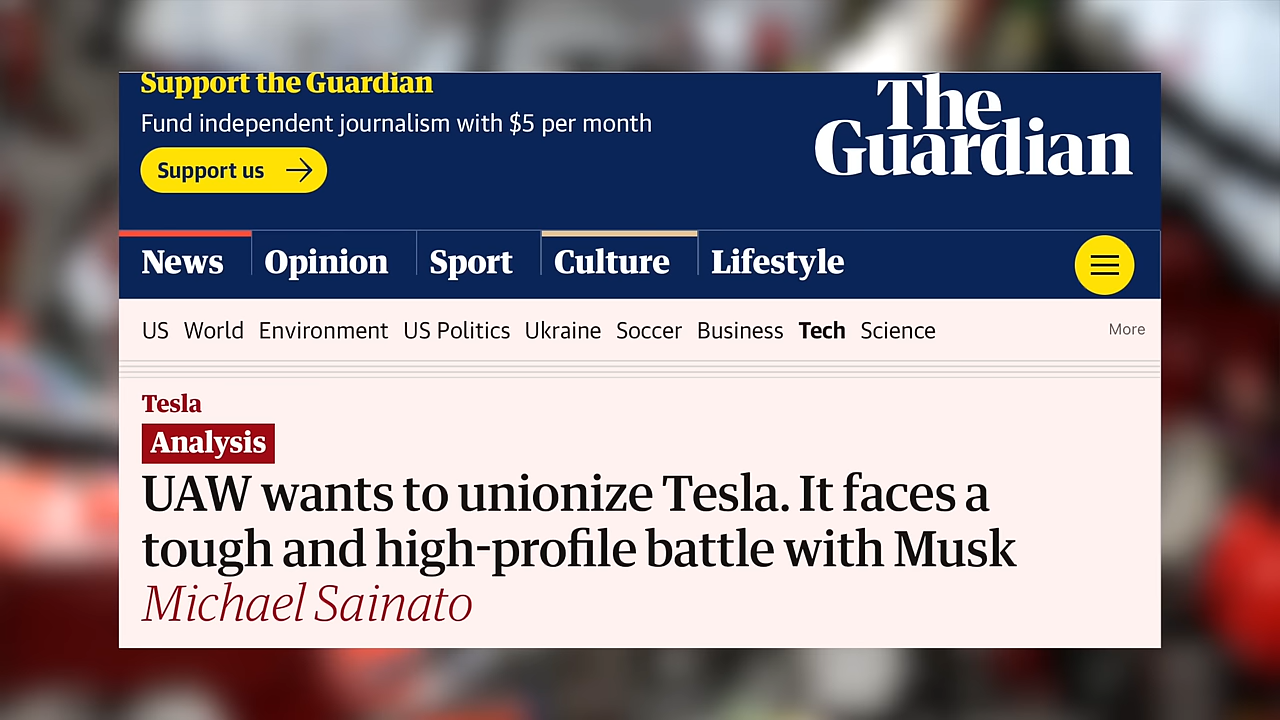 Support the Guardian
Fund independent journalism with $5 per month
Support us
The
Guardian
News Opinion Sport Culture Lifestyle
US World Environment US Politics Ukraine Soccer Business Tech Science More
Tesla
Analysis
UAW wants to unionize Tesla. It faces a
tough and high-profile battle with Musk
Michael Sainato